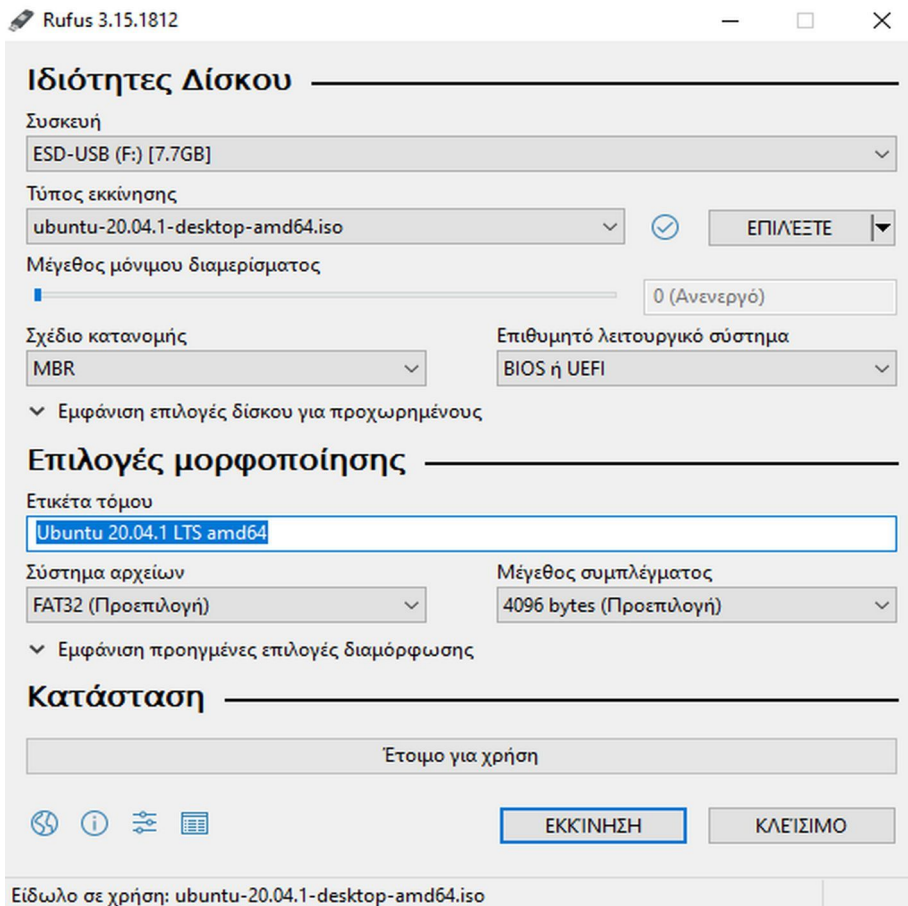 Rufus 3.15.1812
Ιδιότητες Δίσκου
Συσκευή
ESD-USB (F:) [7.7GB]
Τύπος εκκίνησης
ubuntu-20.04.1-desktop-amd64.iso
ΕΠΙΛΈΞΤΕ
Μέγεθος μόνιμου διαμερίσματος
0 (Ανενεργό)
Σχέδιο κατανομής
Επιθυμητό λειτουργικό σύστημα
MBR
BIOS ή UEFI
Εμφάνιση επιλογές δίσκου για προχωρημένους
Επιλογές μορφοποίησης
Ετικέτα τόμου
Ubuntu 20.04.1 LTS amd64
Σύστημα αρχείων
Μέγεθος συμπλέγματος
FAT32 (Προεπιλογή)
4096 bytes (Προεπιλογή)
Εμφάνιση προηγμένες επιλογές διαμόρφωσης
Κατάσταση
Έτοιμο για χρήση
ΕΚΚΊΝΗΣΗ
ΚΛΕΊΣΙΜΟ
Είδωλο σε χρήση: ubuntu-20.04.1-desktop-amd64.iso